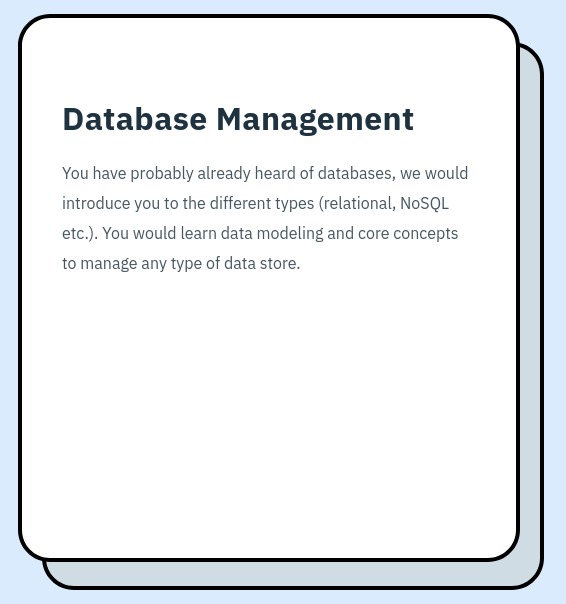 Database Management
You have probably already heard of databases, we would
introduce you to the different types (relational, NoSQL
etc.). You would learn data modeling and core concepts
to manage any type of data store.